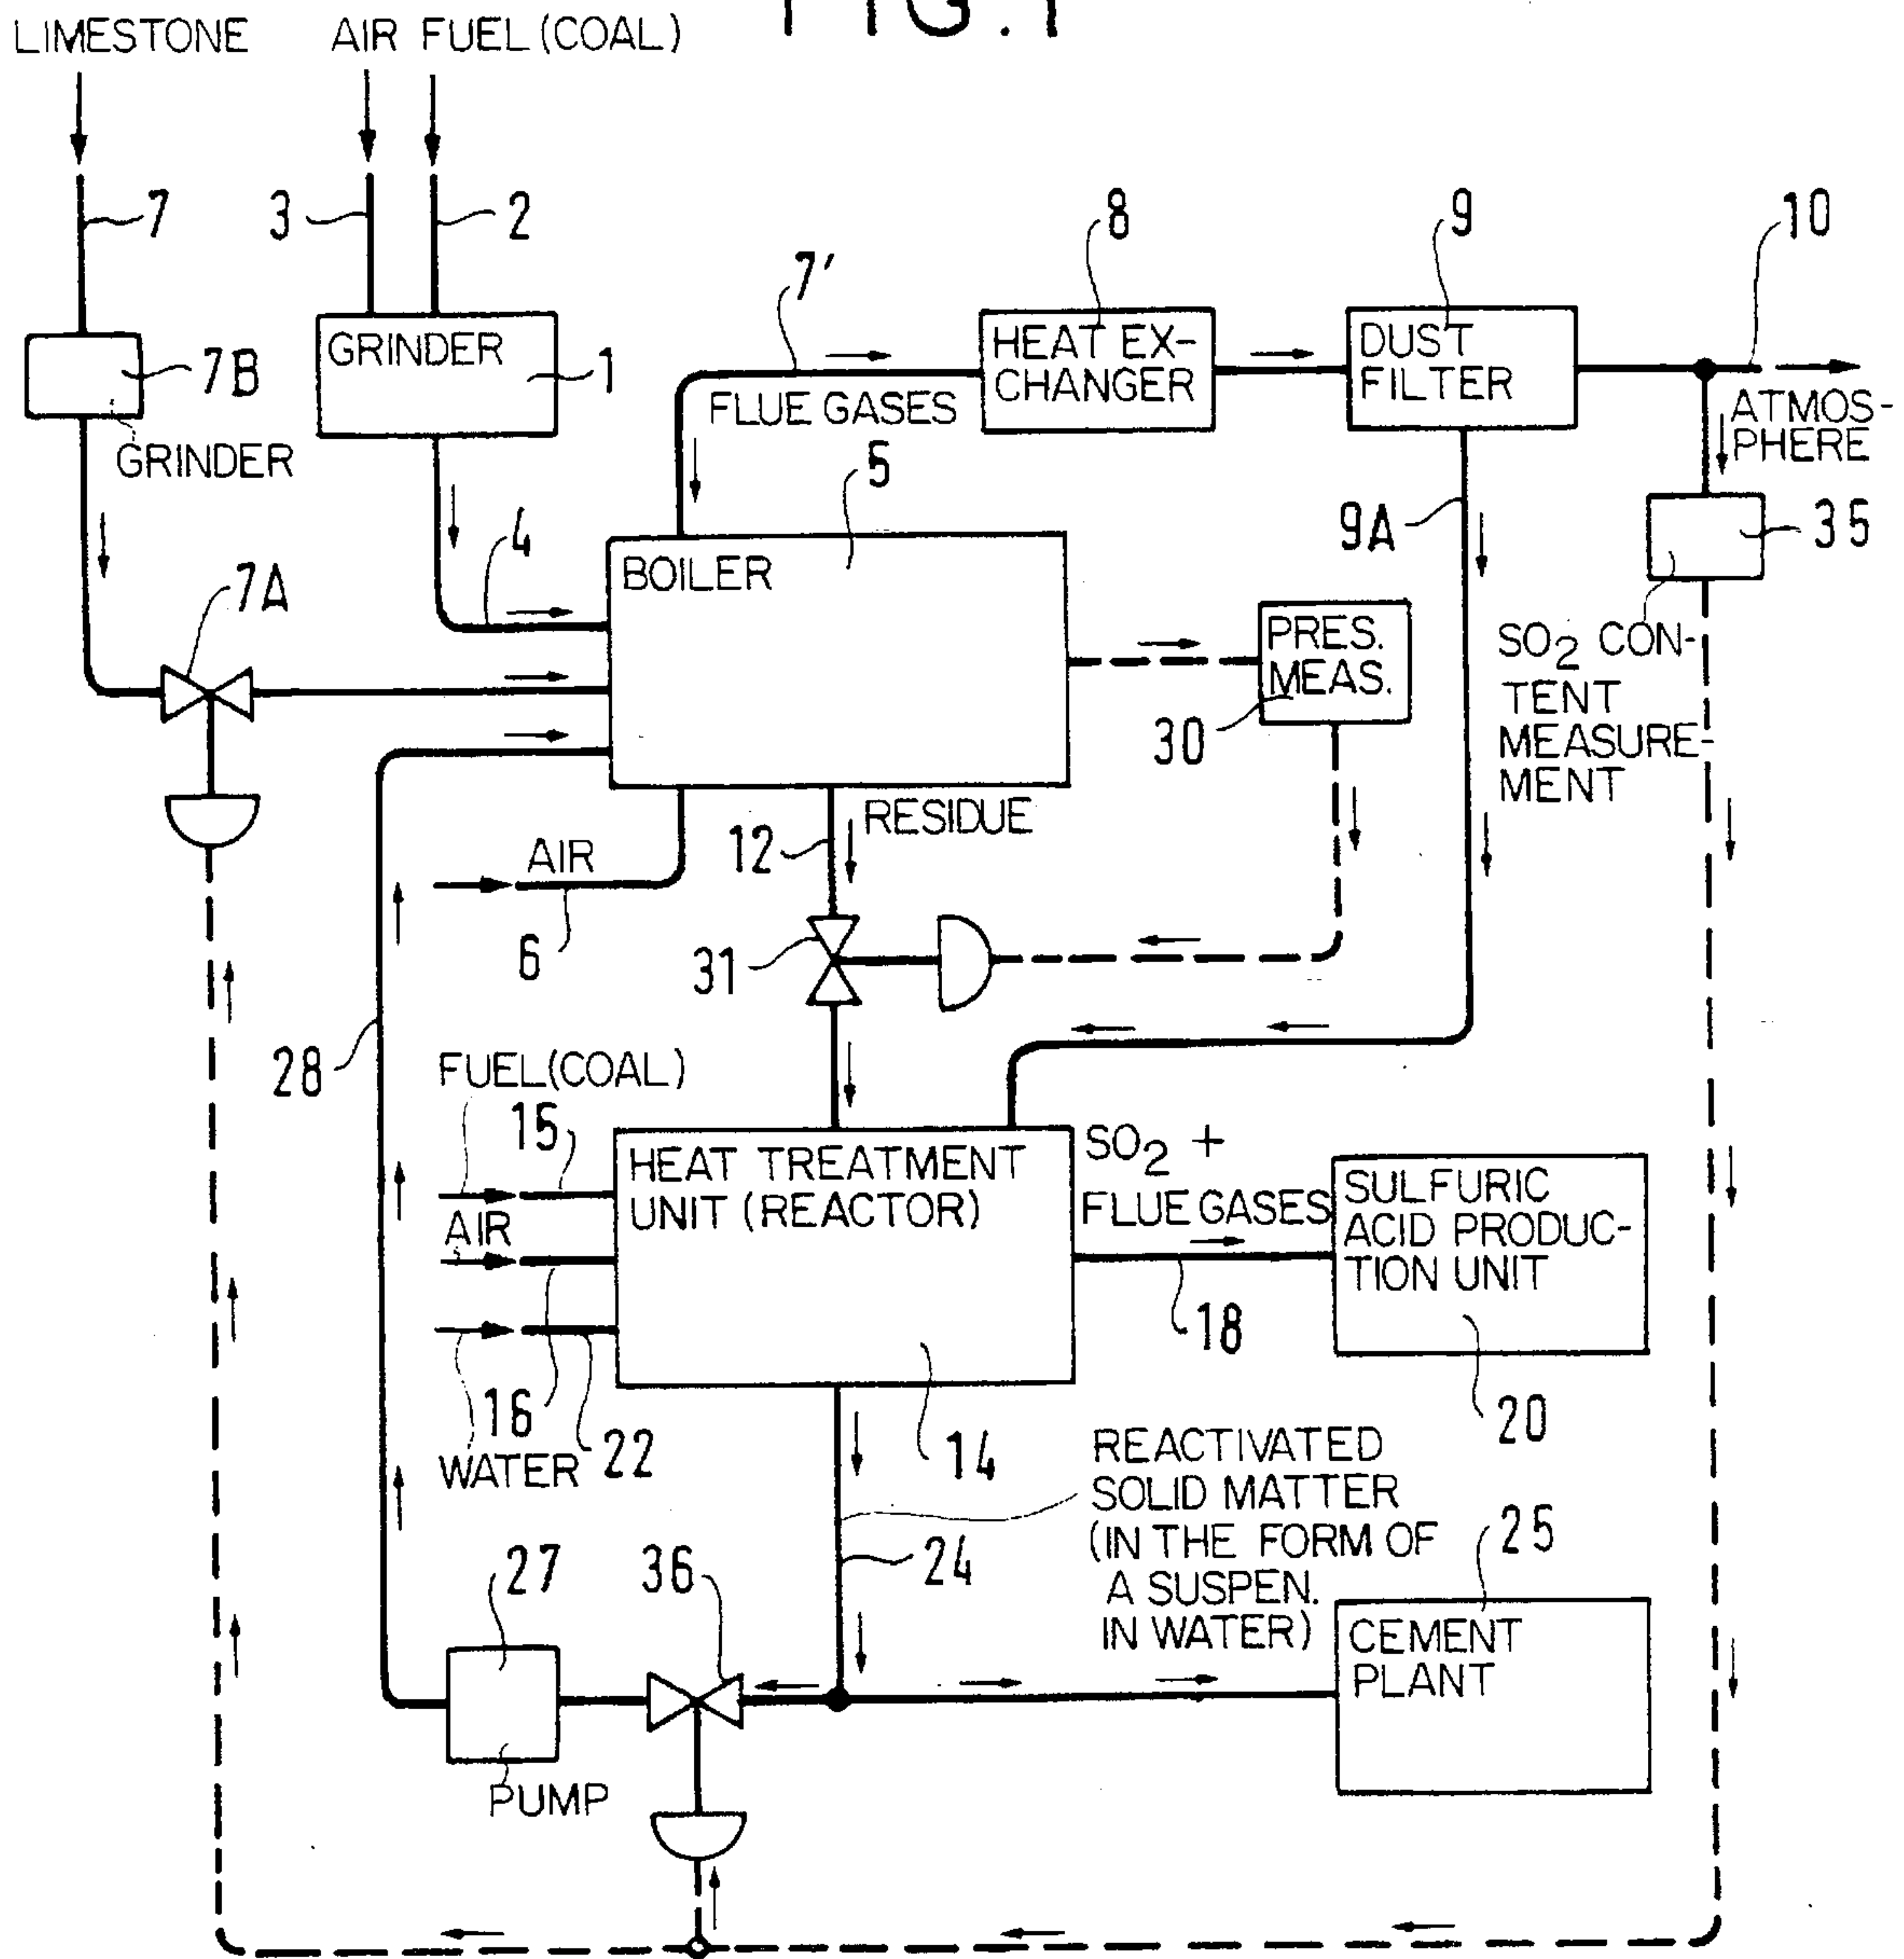 FIG.1
LIMESTONE
AIR FUEL (COAL)
7
3
2
8
9
10
7'
GRINDER
1
7B
GRINDER
HEAT EX-
CHANGER
DUST
FILTER
FLUE GASES
ATMOS-
PHERE
5
9A
35
4
BOILER
7A
PRES.
MEAS.
30
SO2 CON-
TENT
MEASURE-
MENT
RESIDUE
12
AIR
6
31
28
FUEL (COAL)
15
HEAT TREATMENT
UNIT (REACTOR)
SO2 +
FLUE GASES
SULFURIC
ACID PRODUC-
TION UNIT
AIR
18
16
22
WATER
14
20
REACTIVATED
SOLID MATTER
(IN THE FORM OF
A SUSPEN.
IN WATER)
24
25
27
36
CEMENT
PLANT
PUMP